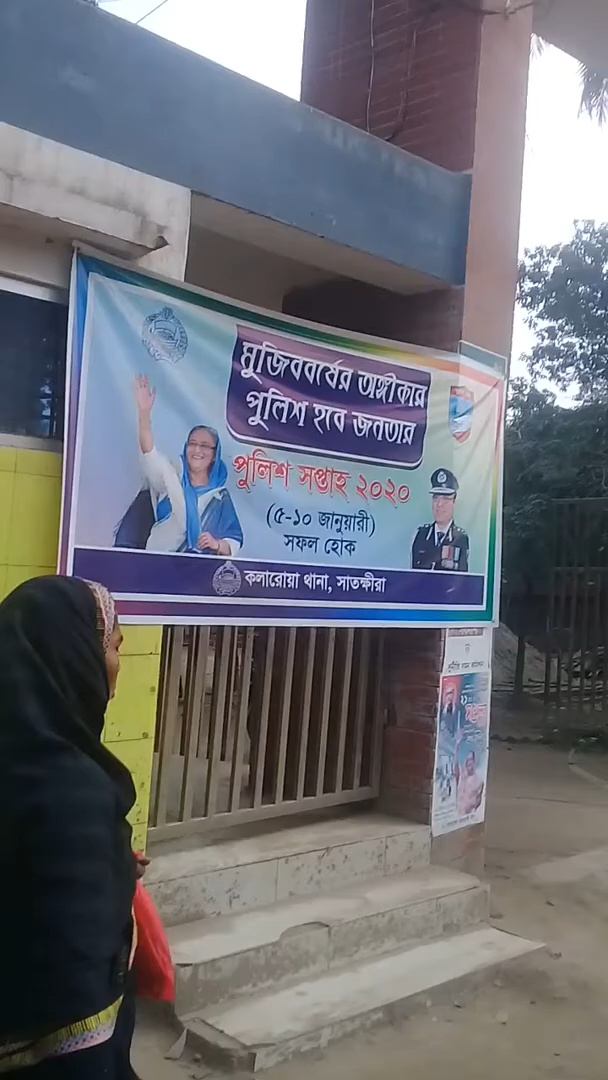 মুজিববর্ষের অঙ্গীকার
পুলিশ হবে জনতার
পুলিশ সপ্তাহ ২০২০
(৫-১০ জানুয়ারী)
সফল হোক
কলারোয়া থানা, সাতক্ষীরা